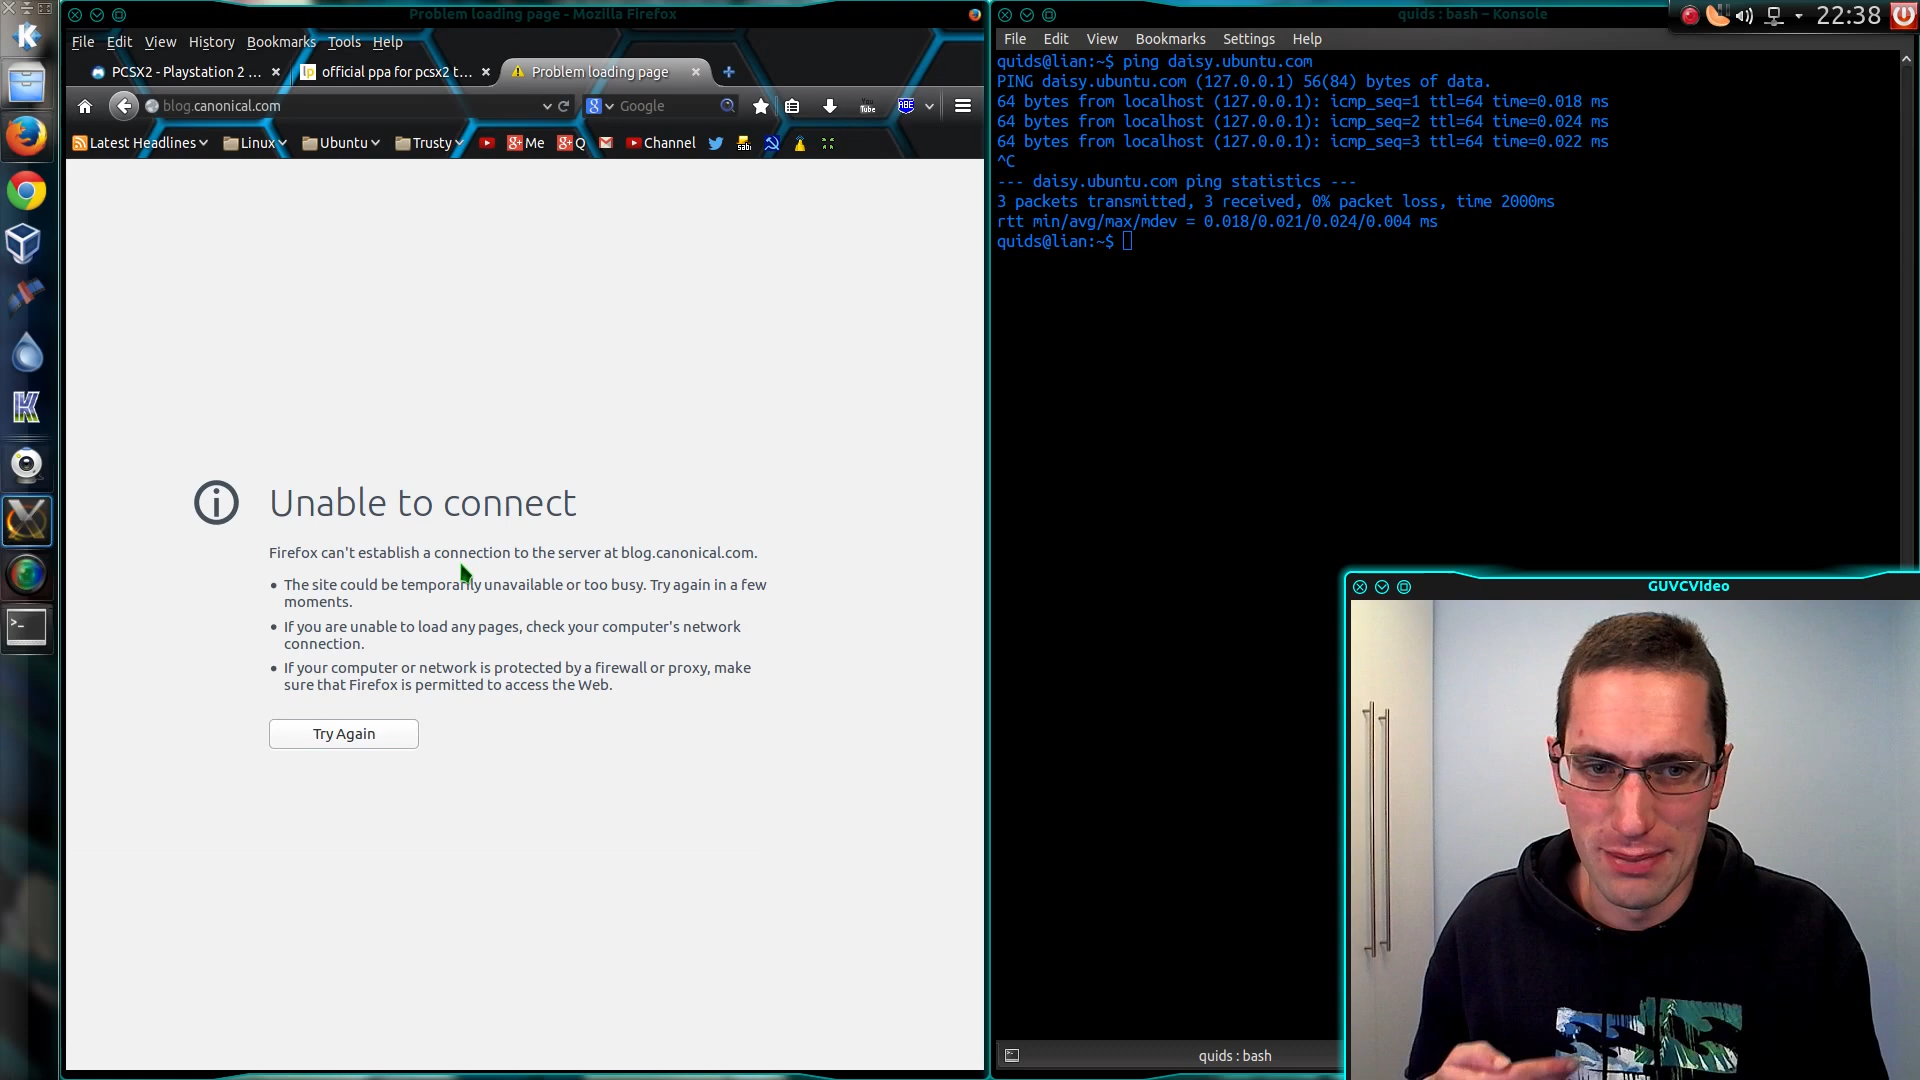 Problem loading page - Mozilla Firefox
File Edit View History Bookmarks Tools Help
PCSX2 - Playstation 2 ...
official ppa for pcsx2 t...
Problem loading page
blog.canonical.com
Google
Latest Headlines
Linux
Ubuntu
Trusty
Me
Q
Channel
Unable to connect
Firefox can't establish a connection to the server at blog.canonical.com.
The site could be temporarily unavailable or too busy. Try again in a few
moments.
If you are unable to load any pages, check your computer's network
connection.
If your computer or network is protected by a firewall or proxy, make
sure that Firefox is permitted to access the Web.
Try Again
quids : bash – Konsole
22:38
File Edit View Bookmarks Settings Help
quids@lian:~$ ping daisy.ubuntu.com
PING daisy.ubuntu.com (127.0.0.1) 56(84) bytes of data.
64 bytes from localhost (127.0.0.1): icmp_seq=1 ttl=64 time=0.018 ms
64 bytes from localhost (127.0.0.1): icmp_seq=2 ttl=64 time=0.024 ms
64 bytes from localhost (127.0.0.1): icmp_seq=3 ttl=64 time=0.022 ms
^C
--- daisy.ubuntu.com ping statistics ---
3 packets transmitted, 3 received, 0% packet loss, time 2000ms
rtt min/avg/max/mdev = 0.018/0.021/0.024/0.004 ms
quids@lian:~$
GUVCVideo
quids : bash